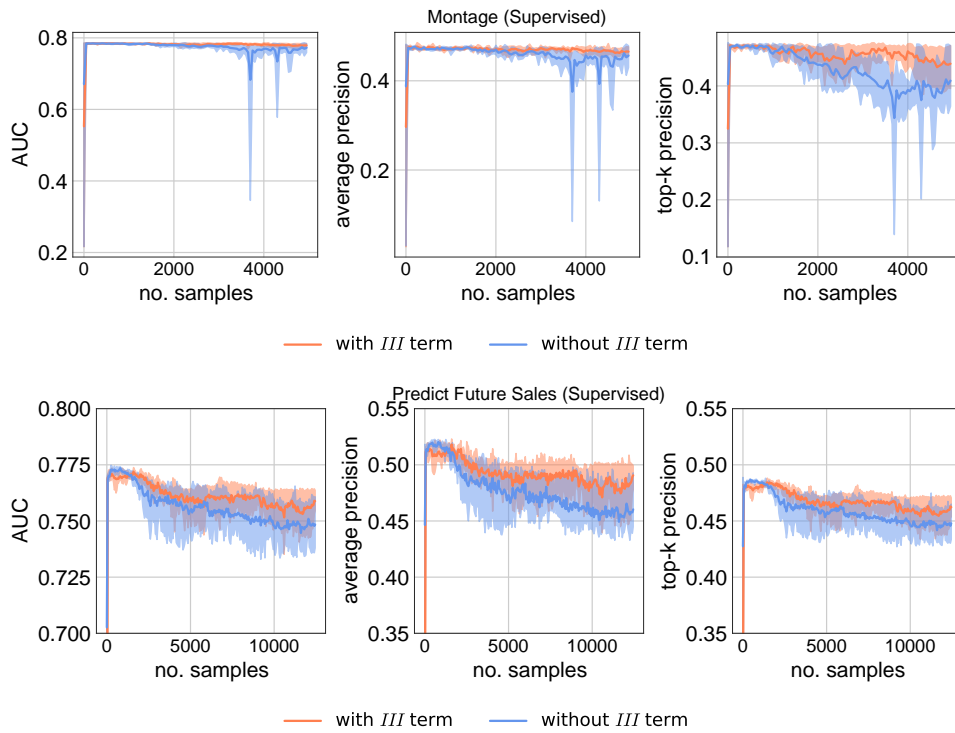 Montage (Supervised)
AUC
0.8
0.6
0.4
0.2
0
2000
4000
no. samples
average precision
0.4
0.2
0
2000
4000
no. samples
top-k precision
0.4
0.3
0.2
0.1
0
2000
4000
no. samples
with III term
without III term
Predict Future Sales (Supervised)
AUC
0.800
0.775
0.750
0.725
0.700
0
5000
10000
no. samples
average precision
0.55
0.50
0.45
0.40
0.35
0
5000
10000
no. samples
top-k precision
0.55
0.50
0.45
0.40
0.35
0
5000
10000
no. samples
with III term
without III term